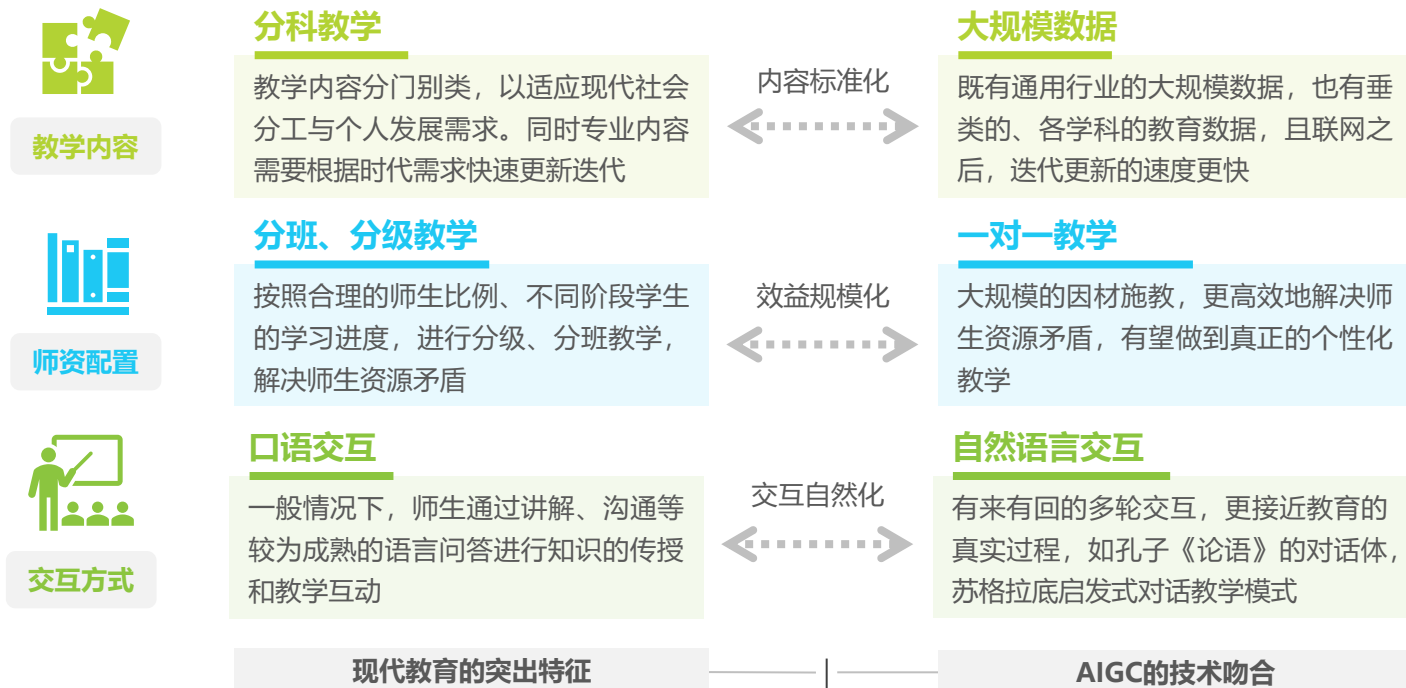 教学内容
分科教学
教学内容分门别类，以适应现代社会
分工与个人发展需求。同时专业内容
需要根据时代需求快速更新迭代
内容标准化
大规模数据
既有通用行业的大规模数据，也有垂
类的、各学科的教育数据，且联网之
后，迭代更新的速度更快
师资配置
分班、分级教学
按照合理的师生比例、不同阶段学生
的学习进度，进行分级、分班教学，
解决师生资源矛盾
效益规模化
一对一教学
大规模的因材施教，更高效地解决师
生资源矛盾，有望做到真正的个性化
教学
交互方式
口语交互
一般情况下，师生通过讲解、沟通等
较为成熟的语言问答进行知识的传授
和教学互动
交互自然化
自然语言交互
有来有回的多轮交互，更接近教育的
真实过程，如孔子《论语》的对话体，
苏格拉底启发式对话教学模式
现代教育的突出特征
AIGC的技术吻合